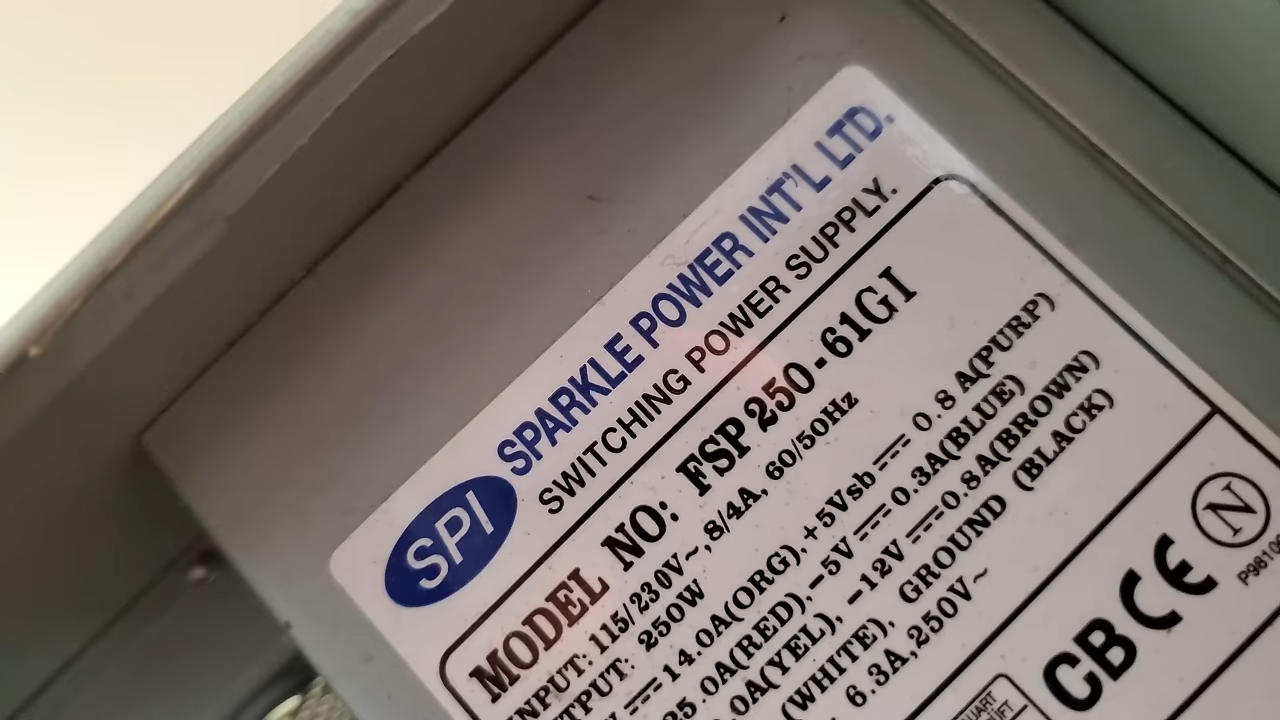 SPI
SPARKLE POWER INT'L LTD.
SWITCHING POWER SUPPLY.
MODEL NO: FSP250-61GI
INPUT: 115/230V~,8/4A, 60/50Hz
250W
14.0A(ORG), +5Vsb⎓0.8A(PURP)
25.0A(RED), -5V⎓0.3A(BLUE)
.0A(YEL), -12V⎓0.8A(BROWN)
(WHITE), GROUND (BLACK)
6.3A,250V~
CB CE N